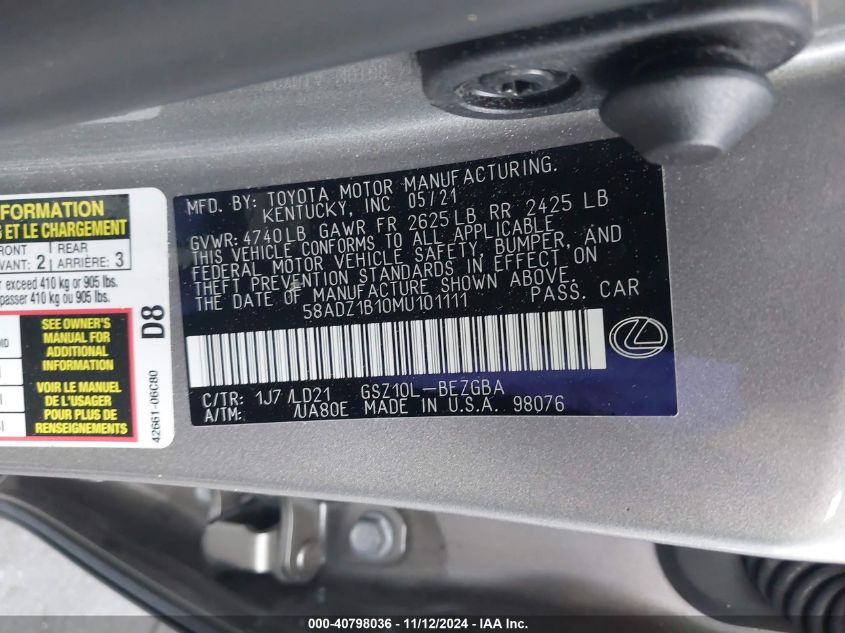 FORMATION
S ET LE CHARGEMENT
FRONT
VANT: 2
REAR
ARRIÈRE: 3
exceed 410 kg or 905 lbs.
passer 410 kg ou 905 lbs.
SEE OWNER'S
MANUAL FOR
ADDITIONAL
INFORMATION
VOIR LE MANUEL
DE L'USAGER
POUR PLUS DE
RENSEIGNEMENTS
D8
42661-06C80
MFD. BY: TOYOTA MOTOR MANUFACTURING.
KENTUCKY, INC 05/21
GVWR: 4740LB GAWR FR 2625LB RR 2425 LB
THIS VEHICLE CONFORMS TO ALL APPLICABLE
FEDERAL MOTOR VEHICLE SAFETY, BUMPER, AND
THEFT PREVENTION STANDARDS IN EFFECT ON
THE DATE OF MANUFACTURE SHOWN ABOVE.
58ADZ1B10MU101111 PASS. CAR
C/TR: 1J7 /LD21 GSZ10L-BEZGBA
A/TM: /UA80E MADE IN U.S.A. 98076
000-40798036 - 11/12/2024 - IAA Inc.